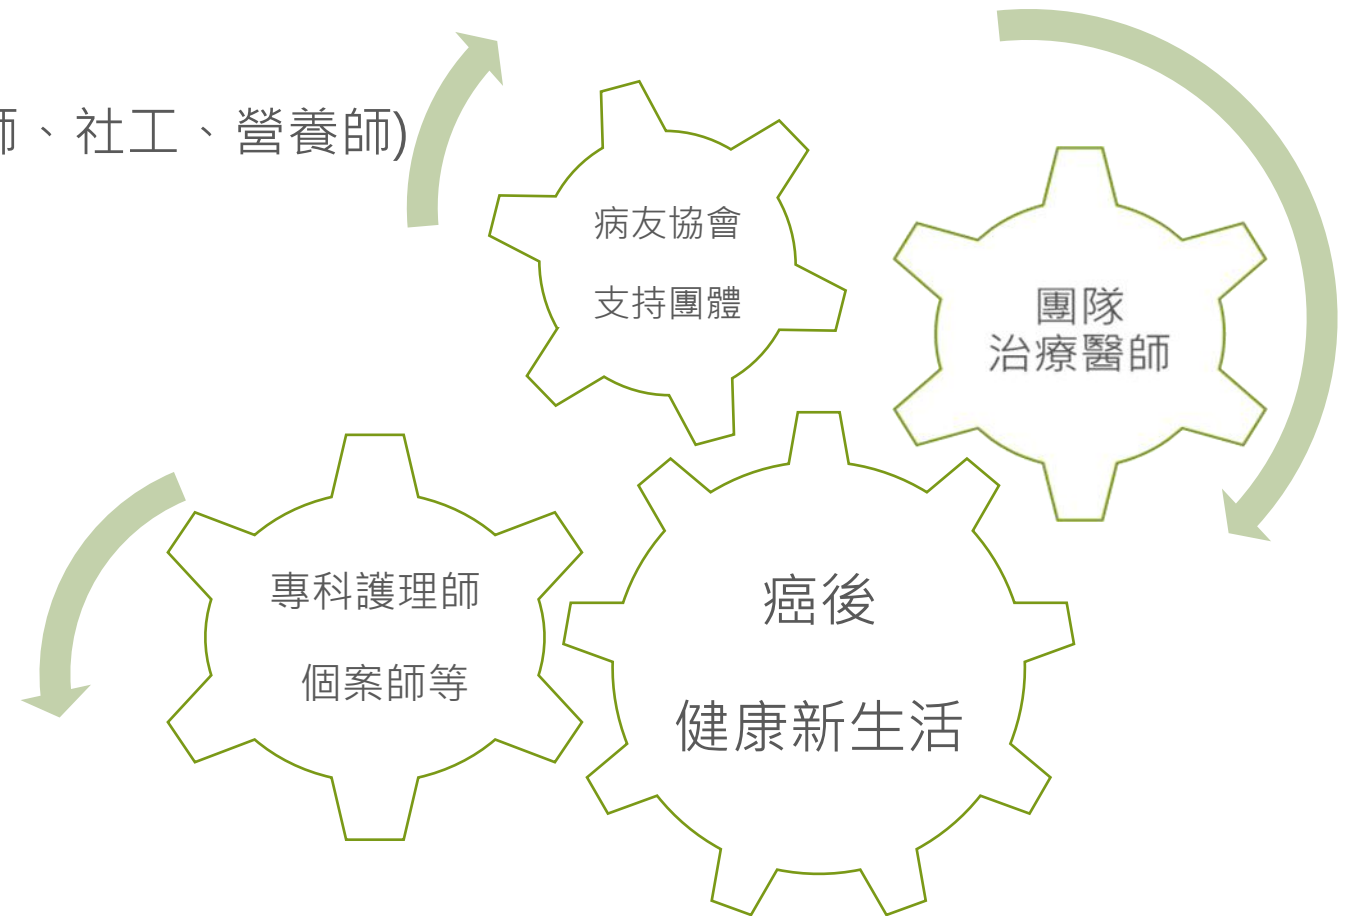 師、社工、營養師)
病友協會
支持團體
團隊
治療醫師
專科護理師
個案師等
癌後
健康新生活